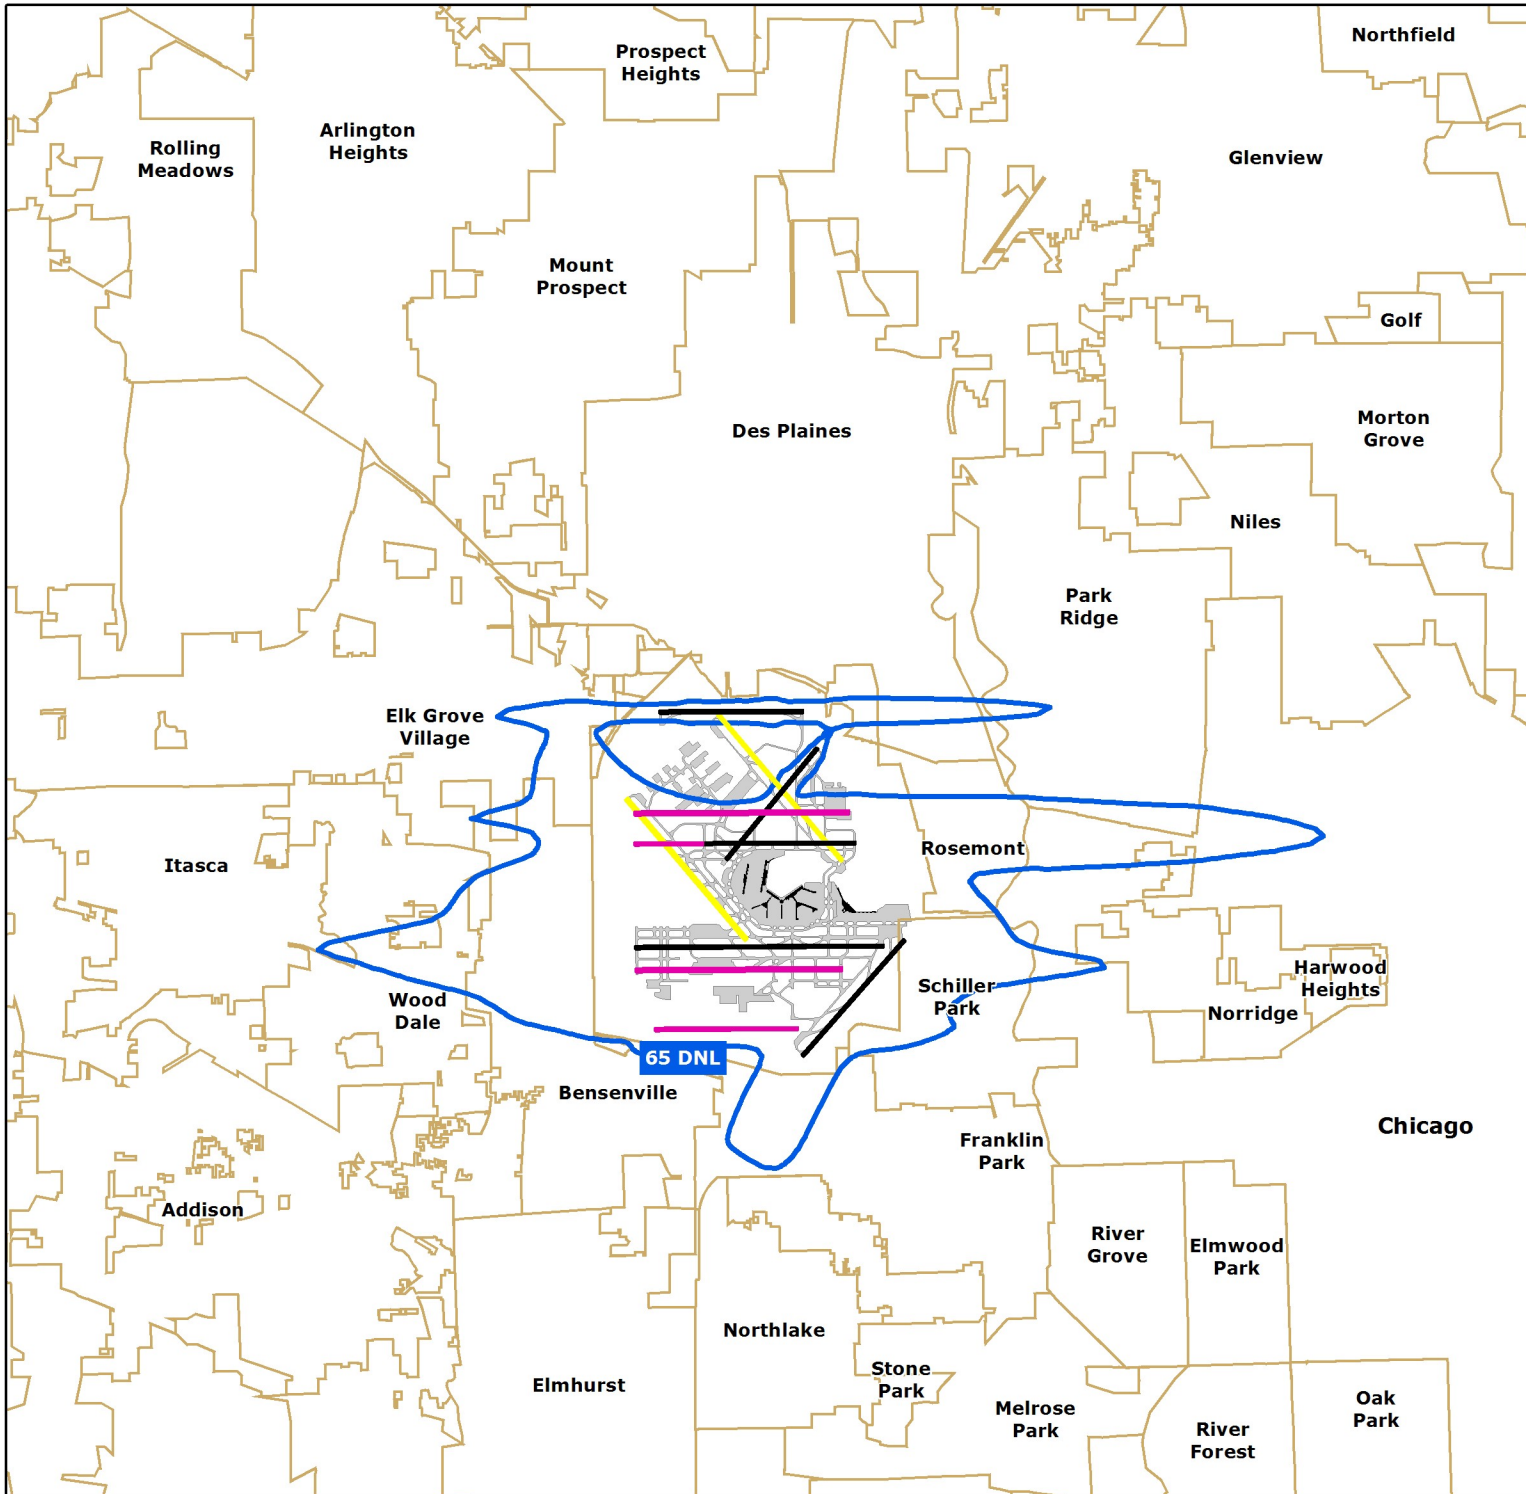 Northfield
Prospect
Heights
Arlington
Heights
Rolling
Meadows
Glenview
Mount
Prospect
Golf
Des Plaines
Morton
Grove
Niles
Park
Ridge
Elk Grove
Village
Itasca
Rosemont
Harwood
Heights
Schiller
Park
Norridge
Wood
Dale
65 DNL
Bensenville
Chicago
Franklin
Park
Addison
River
Grove
Elmwood
Park
Northlake
Stone
Park
Elmhurst
Melrose
Park
Oak
Park
River
Forest